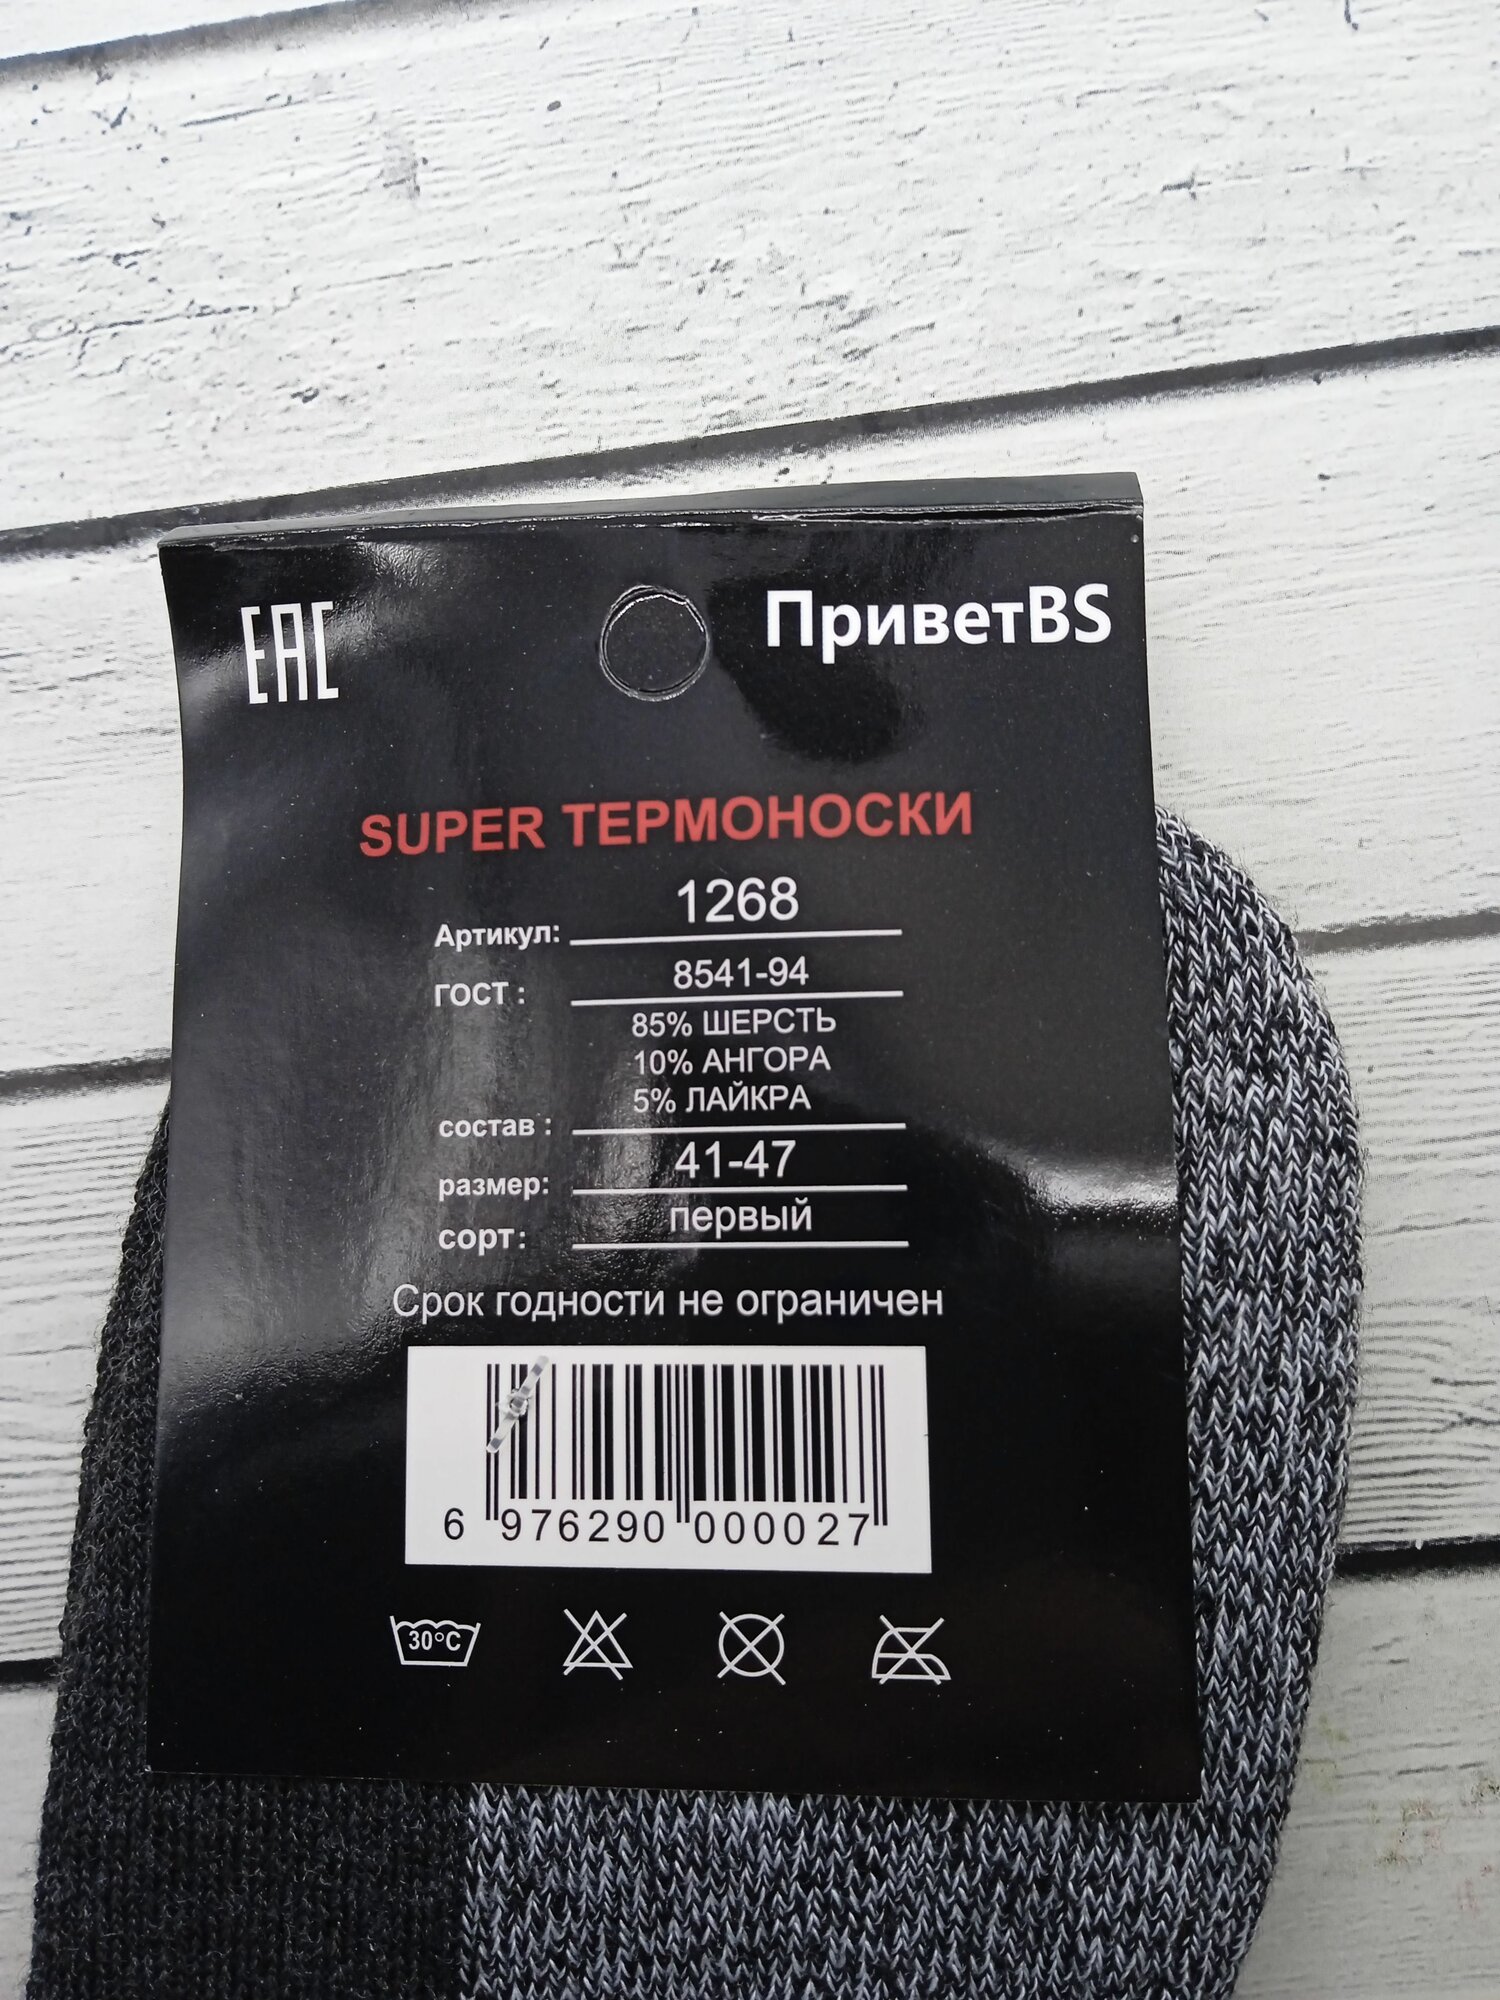 EAC
ПриветBS
SUPER ТЕРМОНОСКИ
Артикул: 1268
ГОСТ : 8541-94
85% ШЕРСТЬ
10% АНГОРА
5% ЛАЙКРА
состав :
размер: 41-47
сорт: первый
Срок годности не ограничен
6 976290 000027
30°C